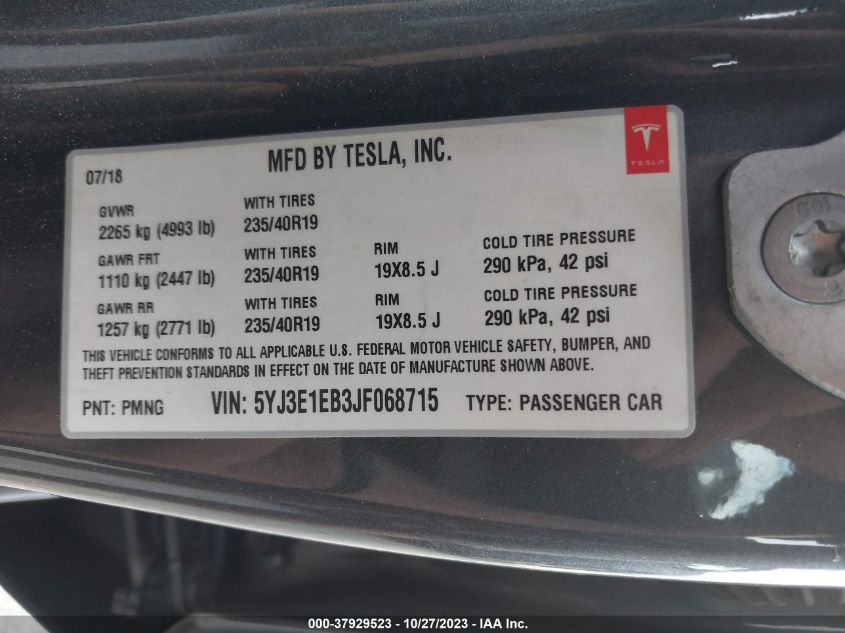 07/18
MFD BY TESLA, INC.
TESLA
GVWR
2265 kg (4993 lb)
WITH TIRES
235/40R19
GAWR FRT
1110 kg (2447 lb)
WITH TIRES
235/40R19
RIM
19X8.5 J
COLD TIRE PRESSURE
290 kPa, 42 psi
GAWR RR
1257 kg (2771 lb)
WITH TIRES
235/40R19
RIM
19X8.5 J
COLD TIRE PRESSURE
290 kPa, 42 psi
THIS VEHICLE CONFORMS TO ALL APPLICABLE U.S. FEDERAL MOTOR VEHICLE SAFETY, BUMPER, AND
THEFT PREVENTION STANDARDS IN EFFECT ON THE DATE OF MANUFACTURE SHOWN ABOVE.
PNT: PMNG
VIN: 5YJ3E1EB3JF068715
TYPE: PASSENGER CAR
000-37929523 - 10/27/2023 - IAA Inc.